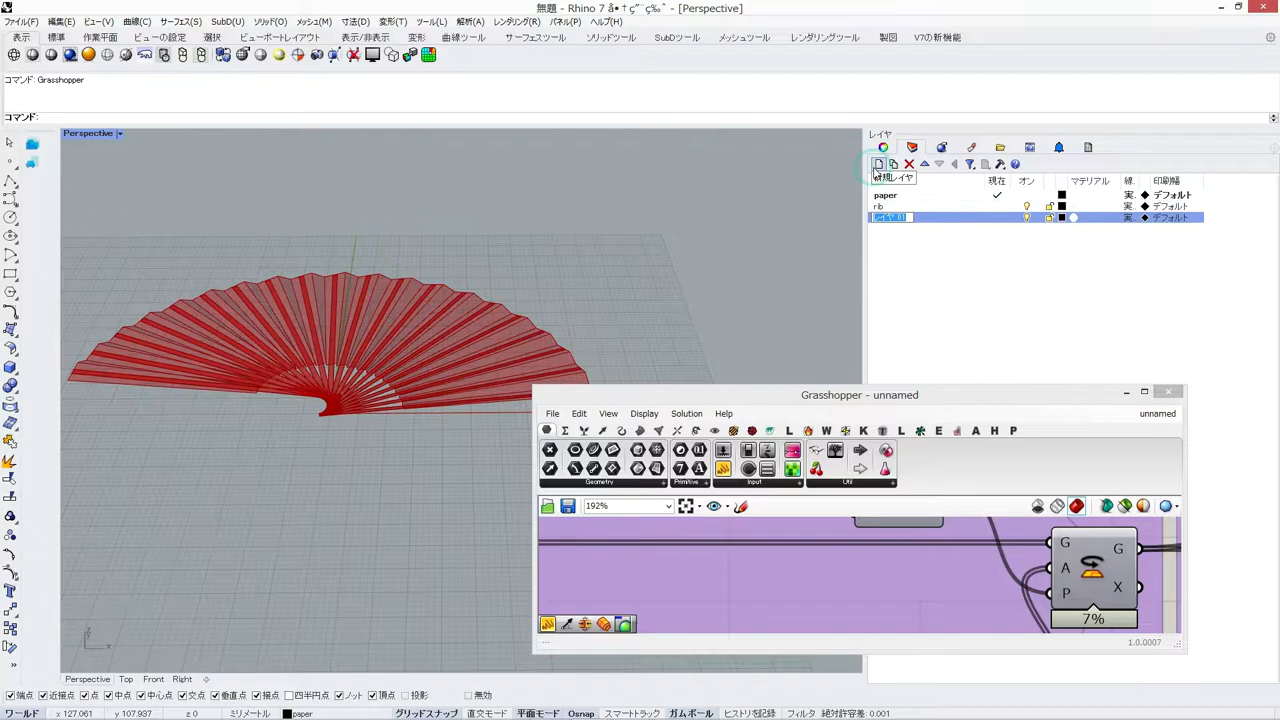 無題 - Rhino 7 å•†ç”¨ç‰ˆ - [Perspective]
ファイル(F) 編集(E) ビュー(V) 曲線(C) サーフェス(S) SubD(U) ソリッド(O) メッシュ(M) 寸法(D) 変形(T) ツール(L) 解析(A) レンダリング(R) パネル(P) ヘルプ(H)
表示 標準 作業平面 ビューの設定 選択 ビューポートレイアウト 表示/非表示 変形 曲線ツール サーフェスツール ソリッドツール SubDツール メッシュツール レンダリングツール 製図 V7の新機能
コマンド: Grasshopper
コマンド:
Perspective
レイヤ
規レイヤ
現在 オン マテリアル 線. 印刷幅
paper 実. デフォルト
rib 実. デフォルト
レイヤ 01 実. デフォルト
Grasshopper - unnamed
File Edit View Display Solution Help unnamed
L W K L E A H P
Geometry Primitive Input Util
192%
G
A
P
G
X
7%
1.0.0007
Perspective Top Front Right
端点 近接点 点 中点 中心点 交点 垂直点 接点 四半円点 ノット 頂点 投影 無効
ワールド x 127.061 y 107.937 z 0 ミリメートル paper グリッドスナップ 直交モード 平面モード Osnap スマートトラック ガムボール ヒストリを記録 フィルタ 絶対許容差: 0.001